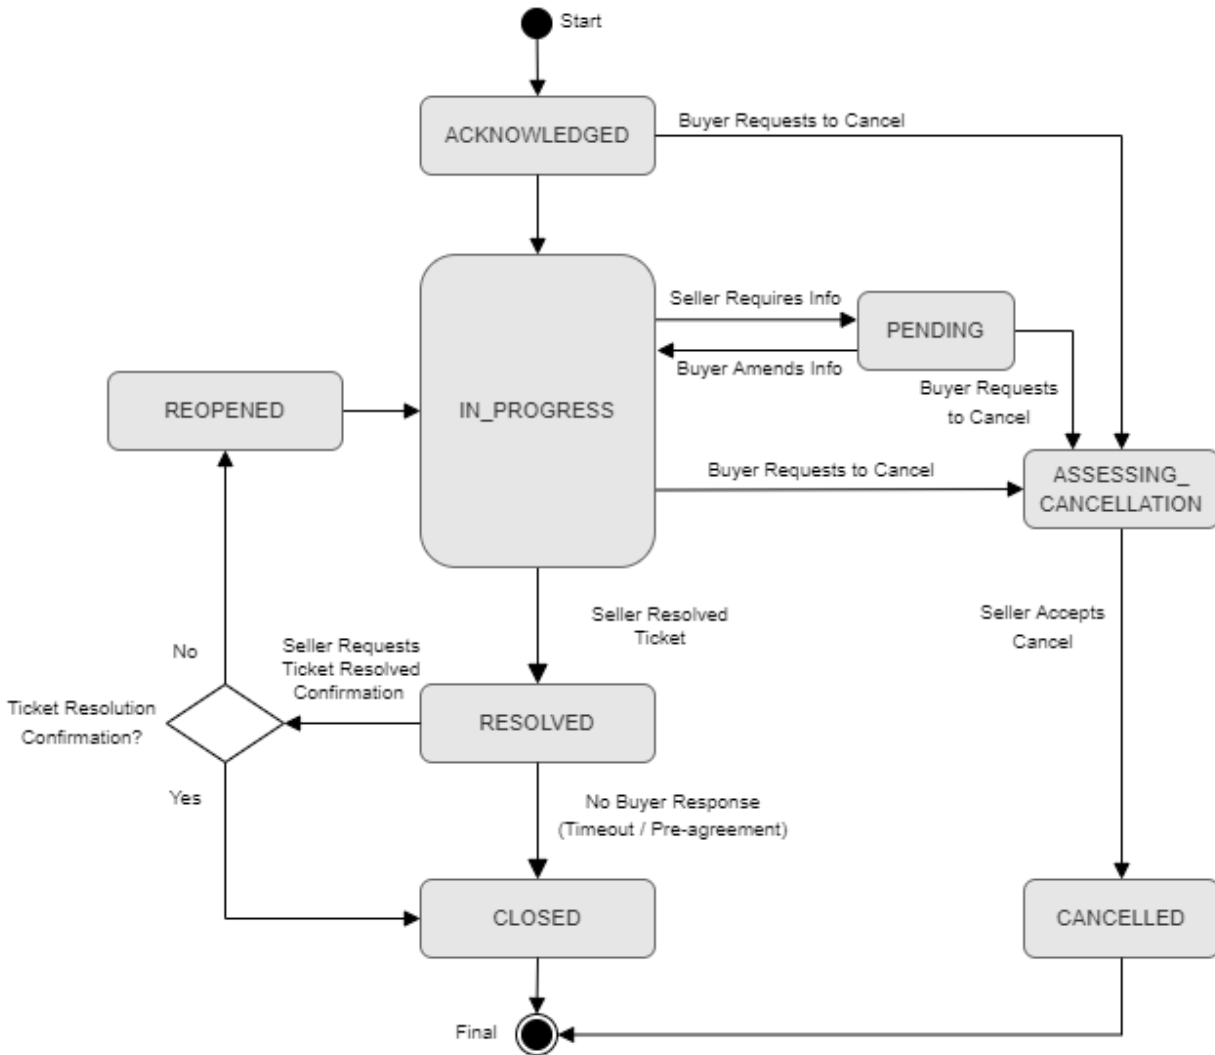 Start
ACKNOWLEDGED
Buyer Requests to Cancel
Seller Requires Info
PENDING
Buyer Amends Info
Buyer Requests
to Cancel
REOPENED
IN_PROGRESS
Buyer Requests to Cancel
ASSESSING_
CANCELLATION
Seller Resolved
Ticket
Seller Accepts
Cancel
No
Seller Requests
Ticket Resolved
Confirmation
Ticket Resolution
Confirmation?
RESOLVED
Yes
No Buyer Response
(Timeout / Pre-agreement)
CLOSED
CANCELLED
Final